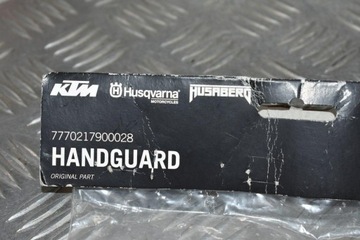 KTM Husqvarna HUSABERG
MOTORCYCLES
7770217900028
HANDGUARD
ORIGINAL PART